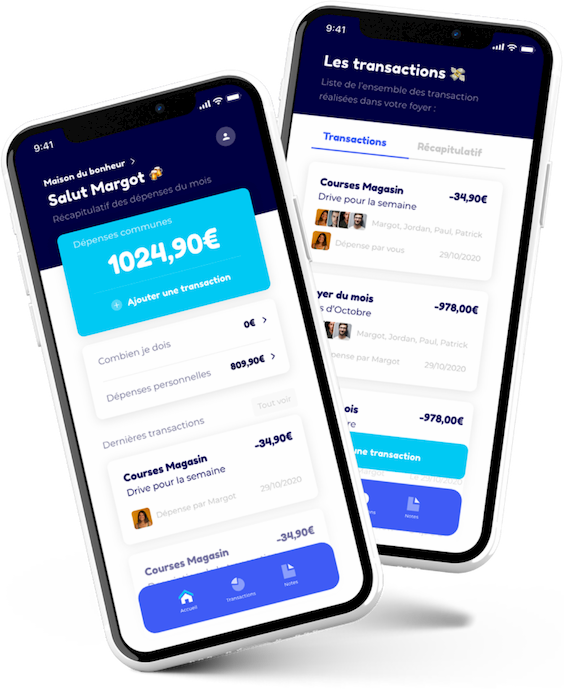 9:41
Maison du bonheur
Salut Margot
Récapitulatif des dépenses du mois
Dépenses communes
1024,90€
Ajouter une transaction
Combien je dois 0€
Dépenses personnelles 809,90€
Dernières transactions Tout voir
Courses Magasin -34,90€
Drive pour la semaine
Dépense par Margot 29/10/2020
Courses Magasin -34,90€
Accueil Transactions Notes
9:41
Les transactions
Liste de l'ensemble des transaction
réalisées dans votre foyer :
Transactions Récapitulatif
Courses Magasin -34,90€
Drive pour la semaine
Margot, Jordan, Paul, Patrick
Dépense par vous 29/10/2020
yer du mois -978,00€
s d'Octobre
Margot, Jordan, Paul, Patrick
pense par Margot 29/10/2020
ois -978,00€
bre
une transaction
ons Notes